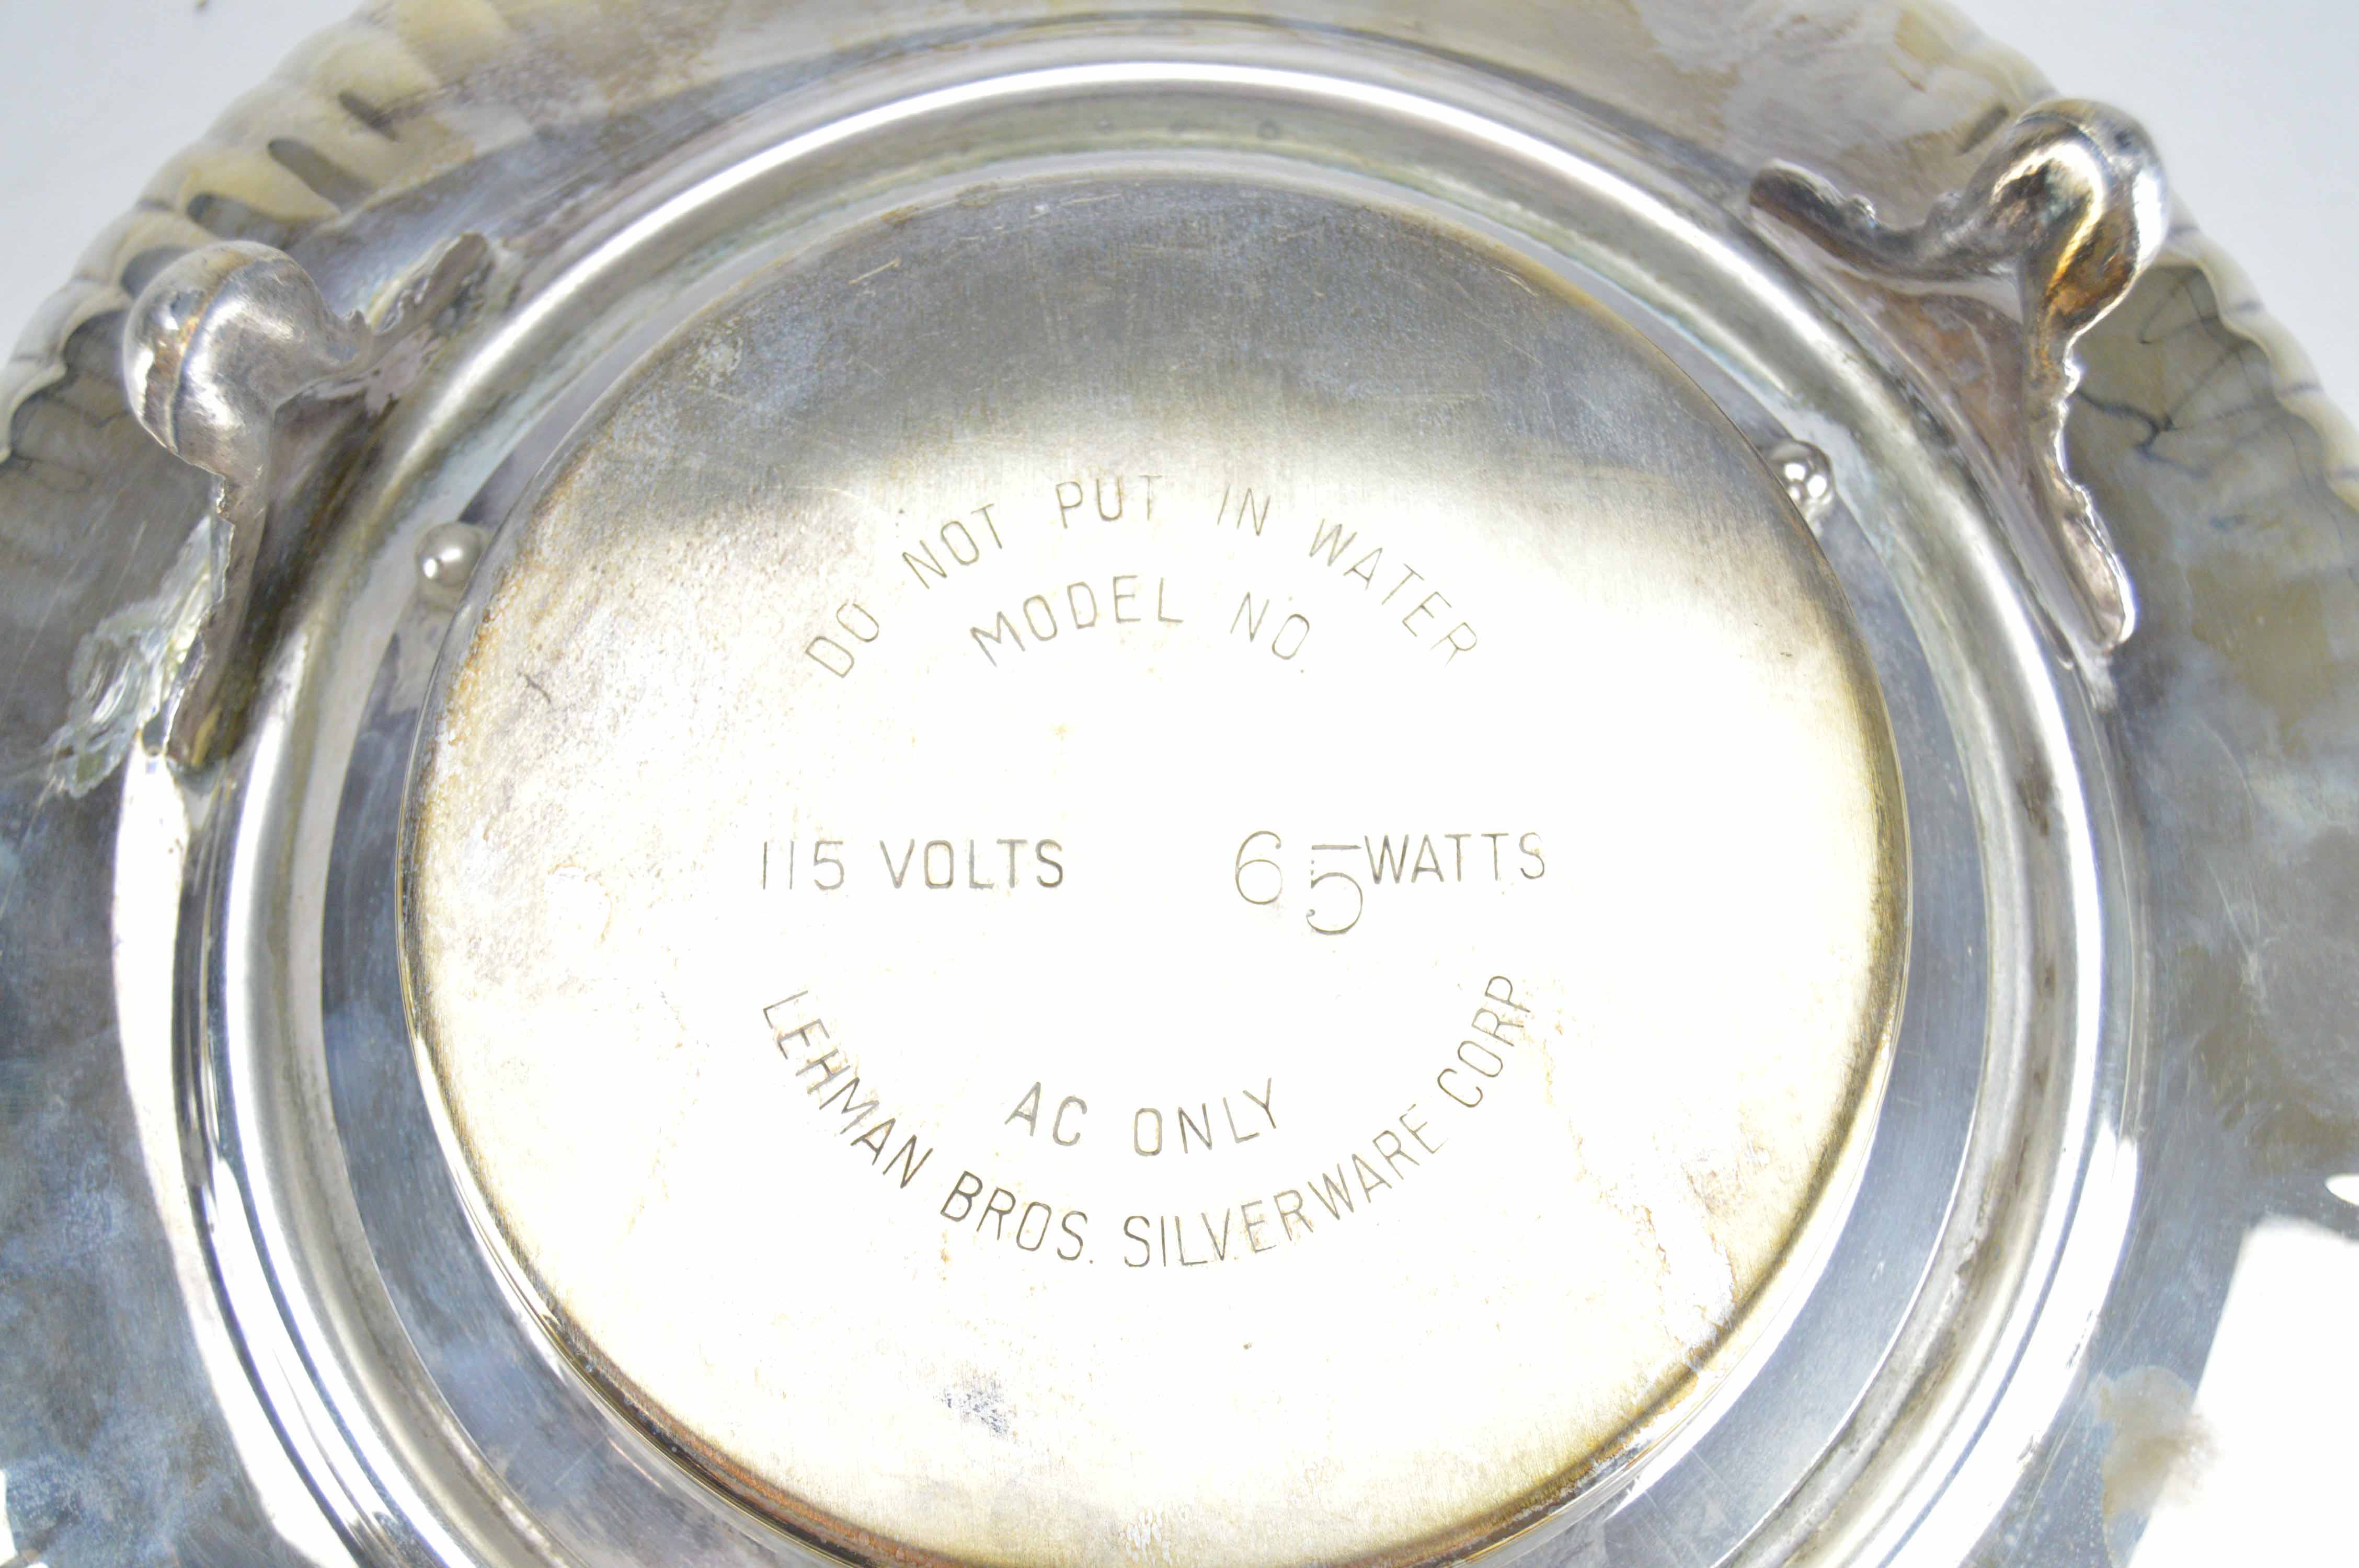 DO NOT PUT IN WATER
MODEL NO.
115 VOLTS 65 WATTS
AC ONLY
LEHMAN BROS. SILVERWARE CORP